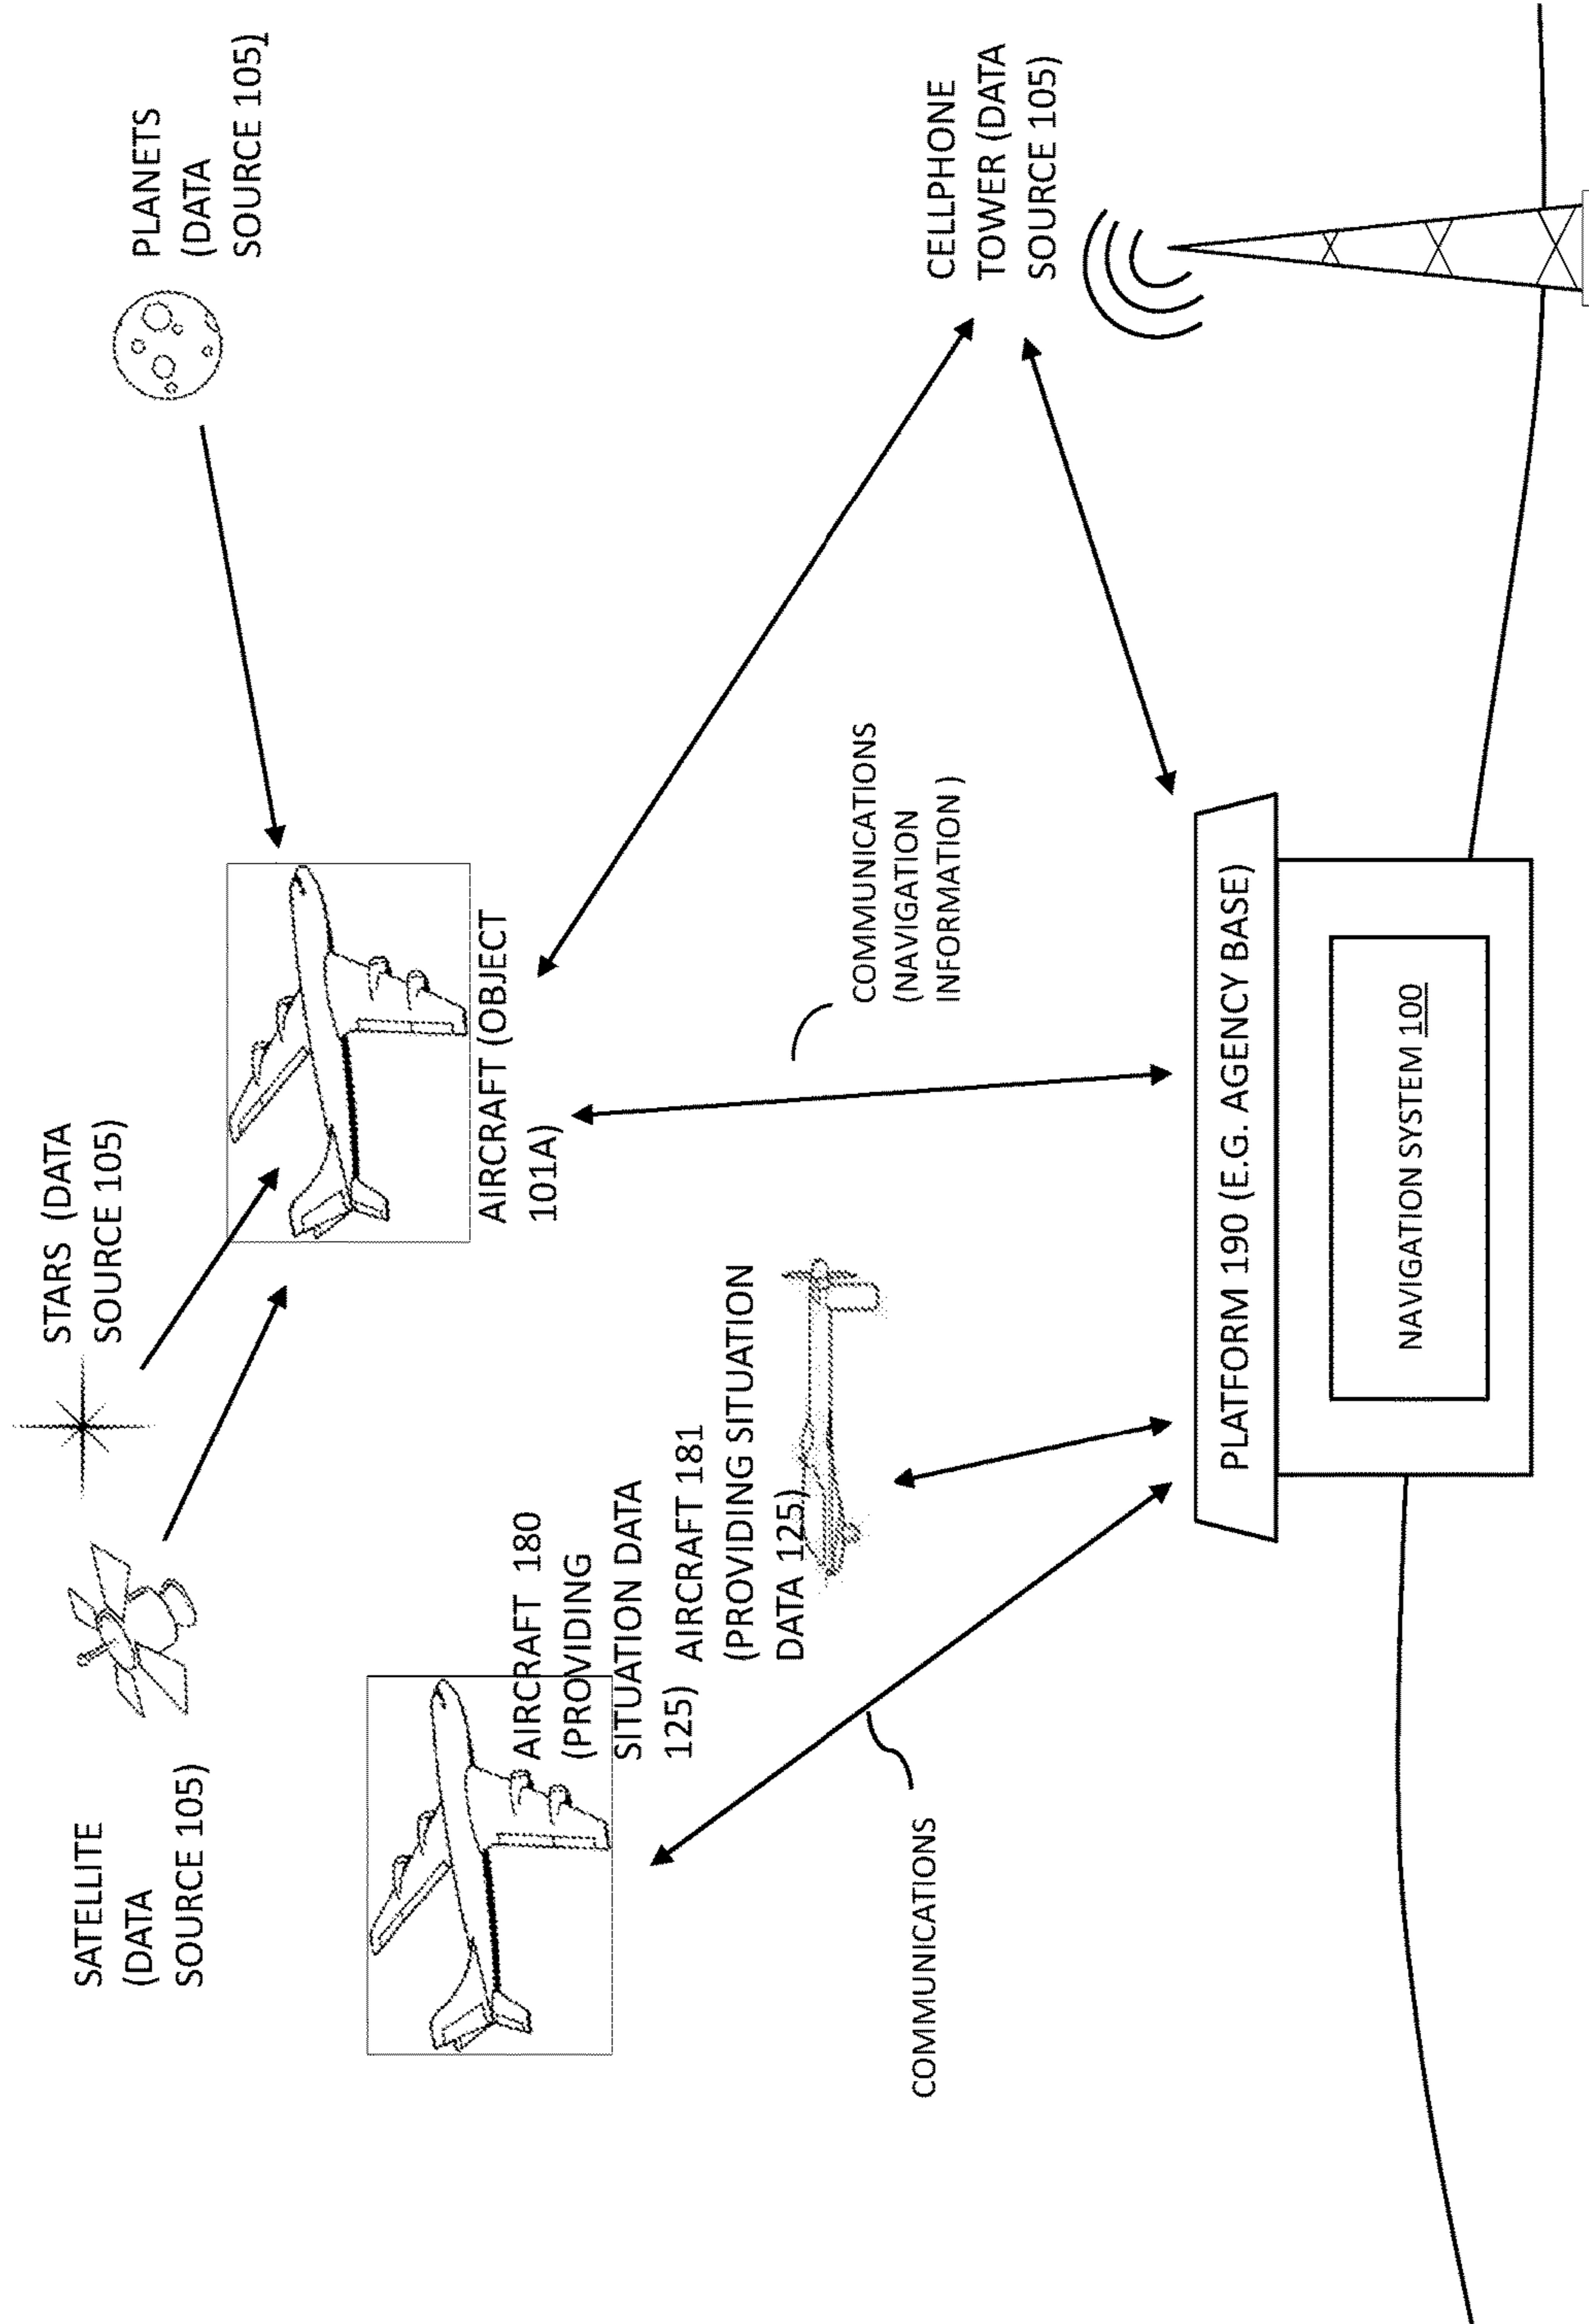 SATELLITE
(DATA
SOURCE 105)
STARS (DATA
SOURCE 105)
PLANETS
(DATA
SOURCE 105)
AIRCRAFT 180
(PROVIDING
SITUATION DATA
125)
AIRCRAFT 181
(PROVIDING SITUATION
DATA 125)
AIRCRAFT (OBJECT
101A)
COMMUNICATIONS
COMMUNICATIONS
(NAVIGATION
INFORMATION )
CELLPHONE
TOWER (DATA
SOURCE 105)
PLATFORM 190 (E.G. AGENCY BASE)
NAVIGATION SYSTEM 100